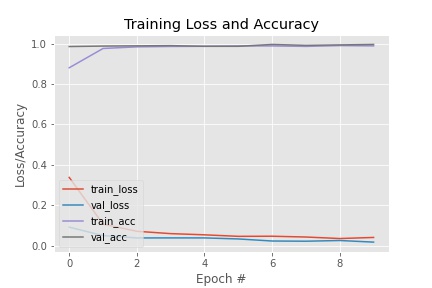 Training Loss and Accuracy
1.0
0.8
0.6
0.4
0.2
0.0
Loss/Accuracy
train_loss
val_loss
train_acc
val_acc
0 2 4 6 8
Epoch #